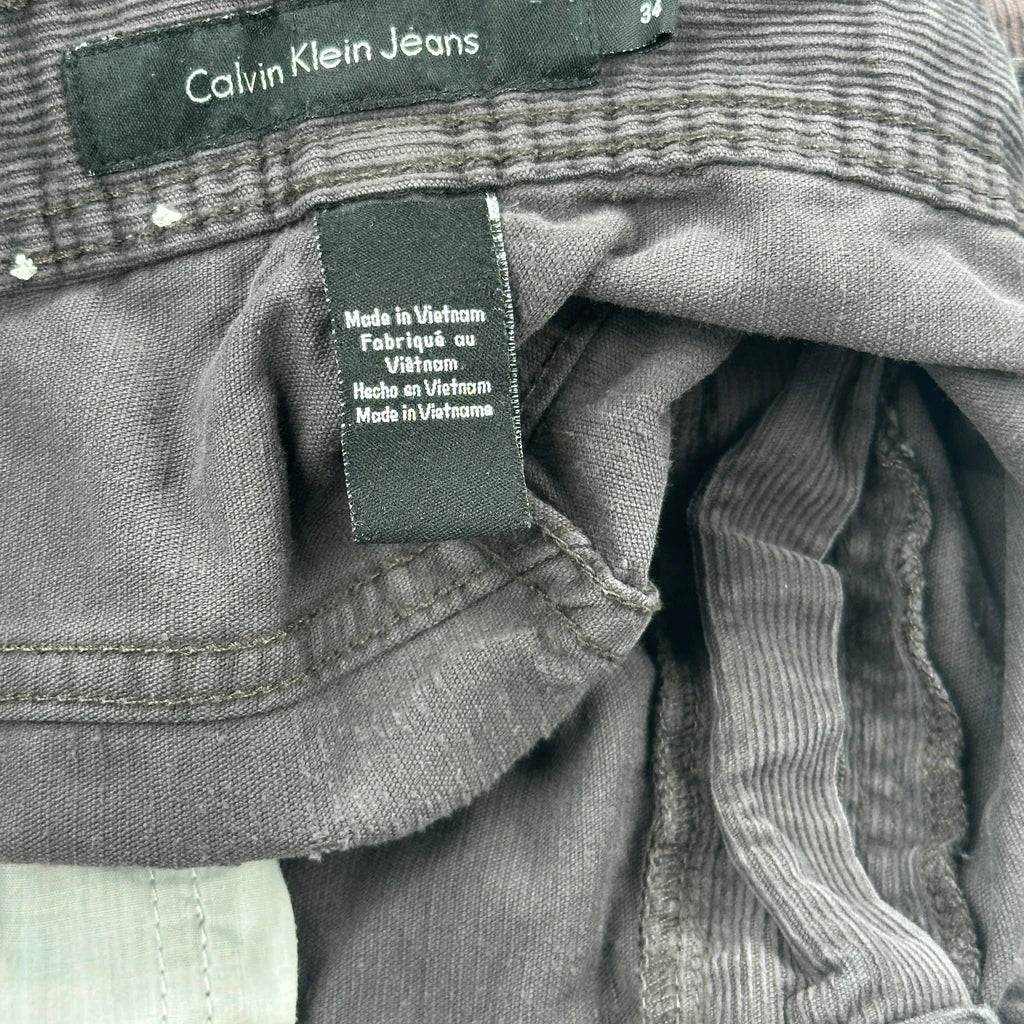 Calvin Klein Jeans
34
Made in Vietnam
Fabriqué au
Viêtnam
Hecho en Vietnam
Made in Vietname